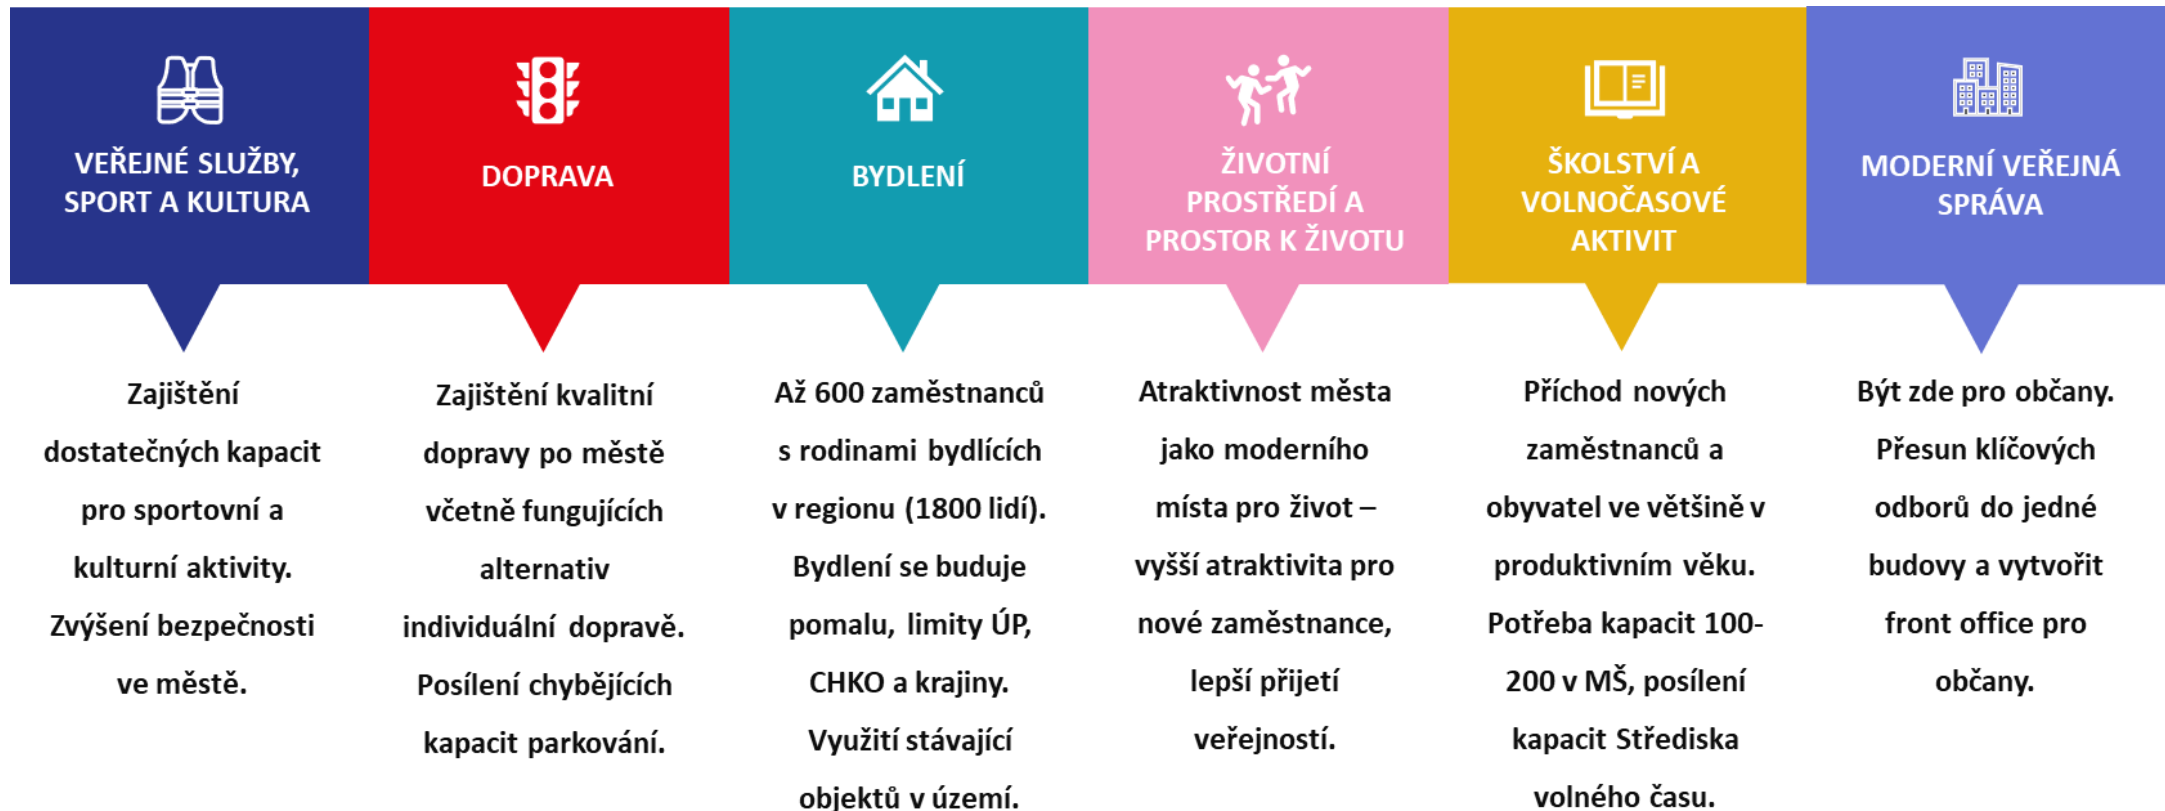 VEŘEJNÉ SLUŽBY,
SPORT A KULTURA
Zajištění
dostatečných kapacit
pro sportovní a
kulturní aktivity.
Zvýšení bezpečnosti
ve městě.
DOPRAVA
Zajištění kvalitní
dopravy po městě
včetně fungujících
alternativ
individuální dopravě.
Posílení chybějících
kapacit parkování.
BYDLENÍ
Až 600 zaměstnanců
s rodinami bydlících
v regionu (1800 lidí).
Bydlení se buduje
pomalu, limity ÚP,
CHKO a krajiny.
Využití stávající
objektů v území.
ŽIVOTNÍ
PROSTŘEDÍ A
PROSTOR K ŽIVOTU
Atraktivnost města
jako moderního
místa pro život –
vyšší atraktivita pro
nové zaměstnance,
lepší přijetí
veřejností.
ŠKOLSTVÍ A
VOLNOČASOVÉ
AKTIVIT
Příchod nových
zaměstnanců a
obyvatel ve většině v
produktivním věku.
Potřeba kapacit 100-
200 v MŠ, posílení
kapacit Střediska
volného času.
MODERNÍ VEŘEJNÁ
SPRÁVA
Být zde pro občany.
Přesun klíčových
odborů do jedné
budovy a vytvořit
front office pro
občany.